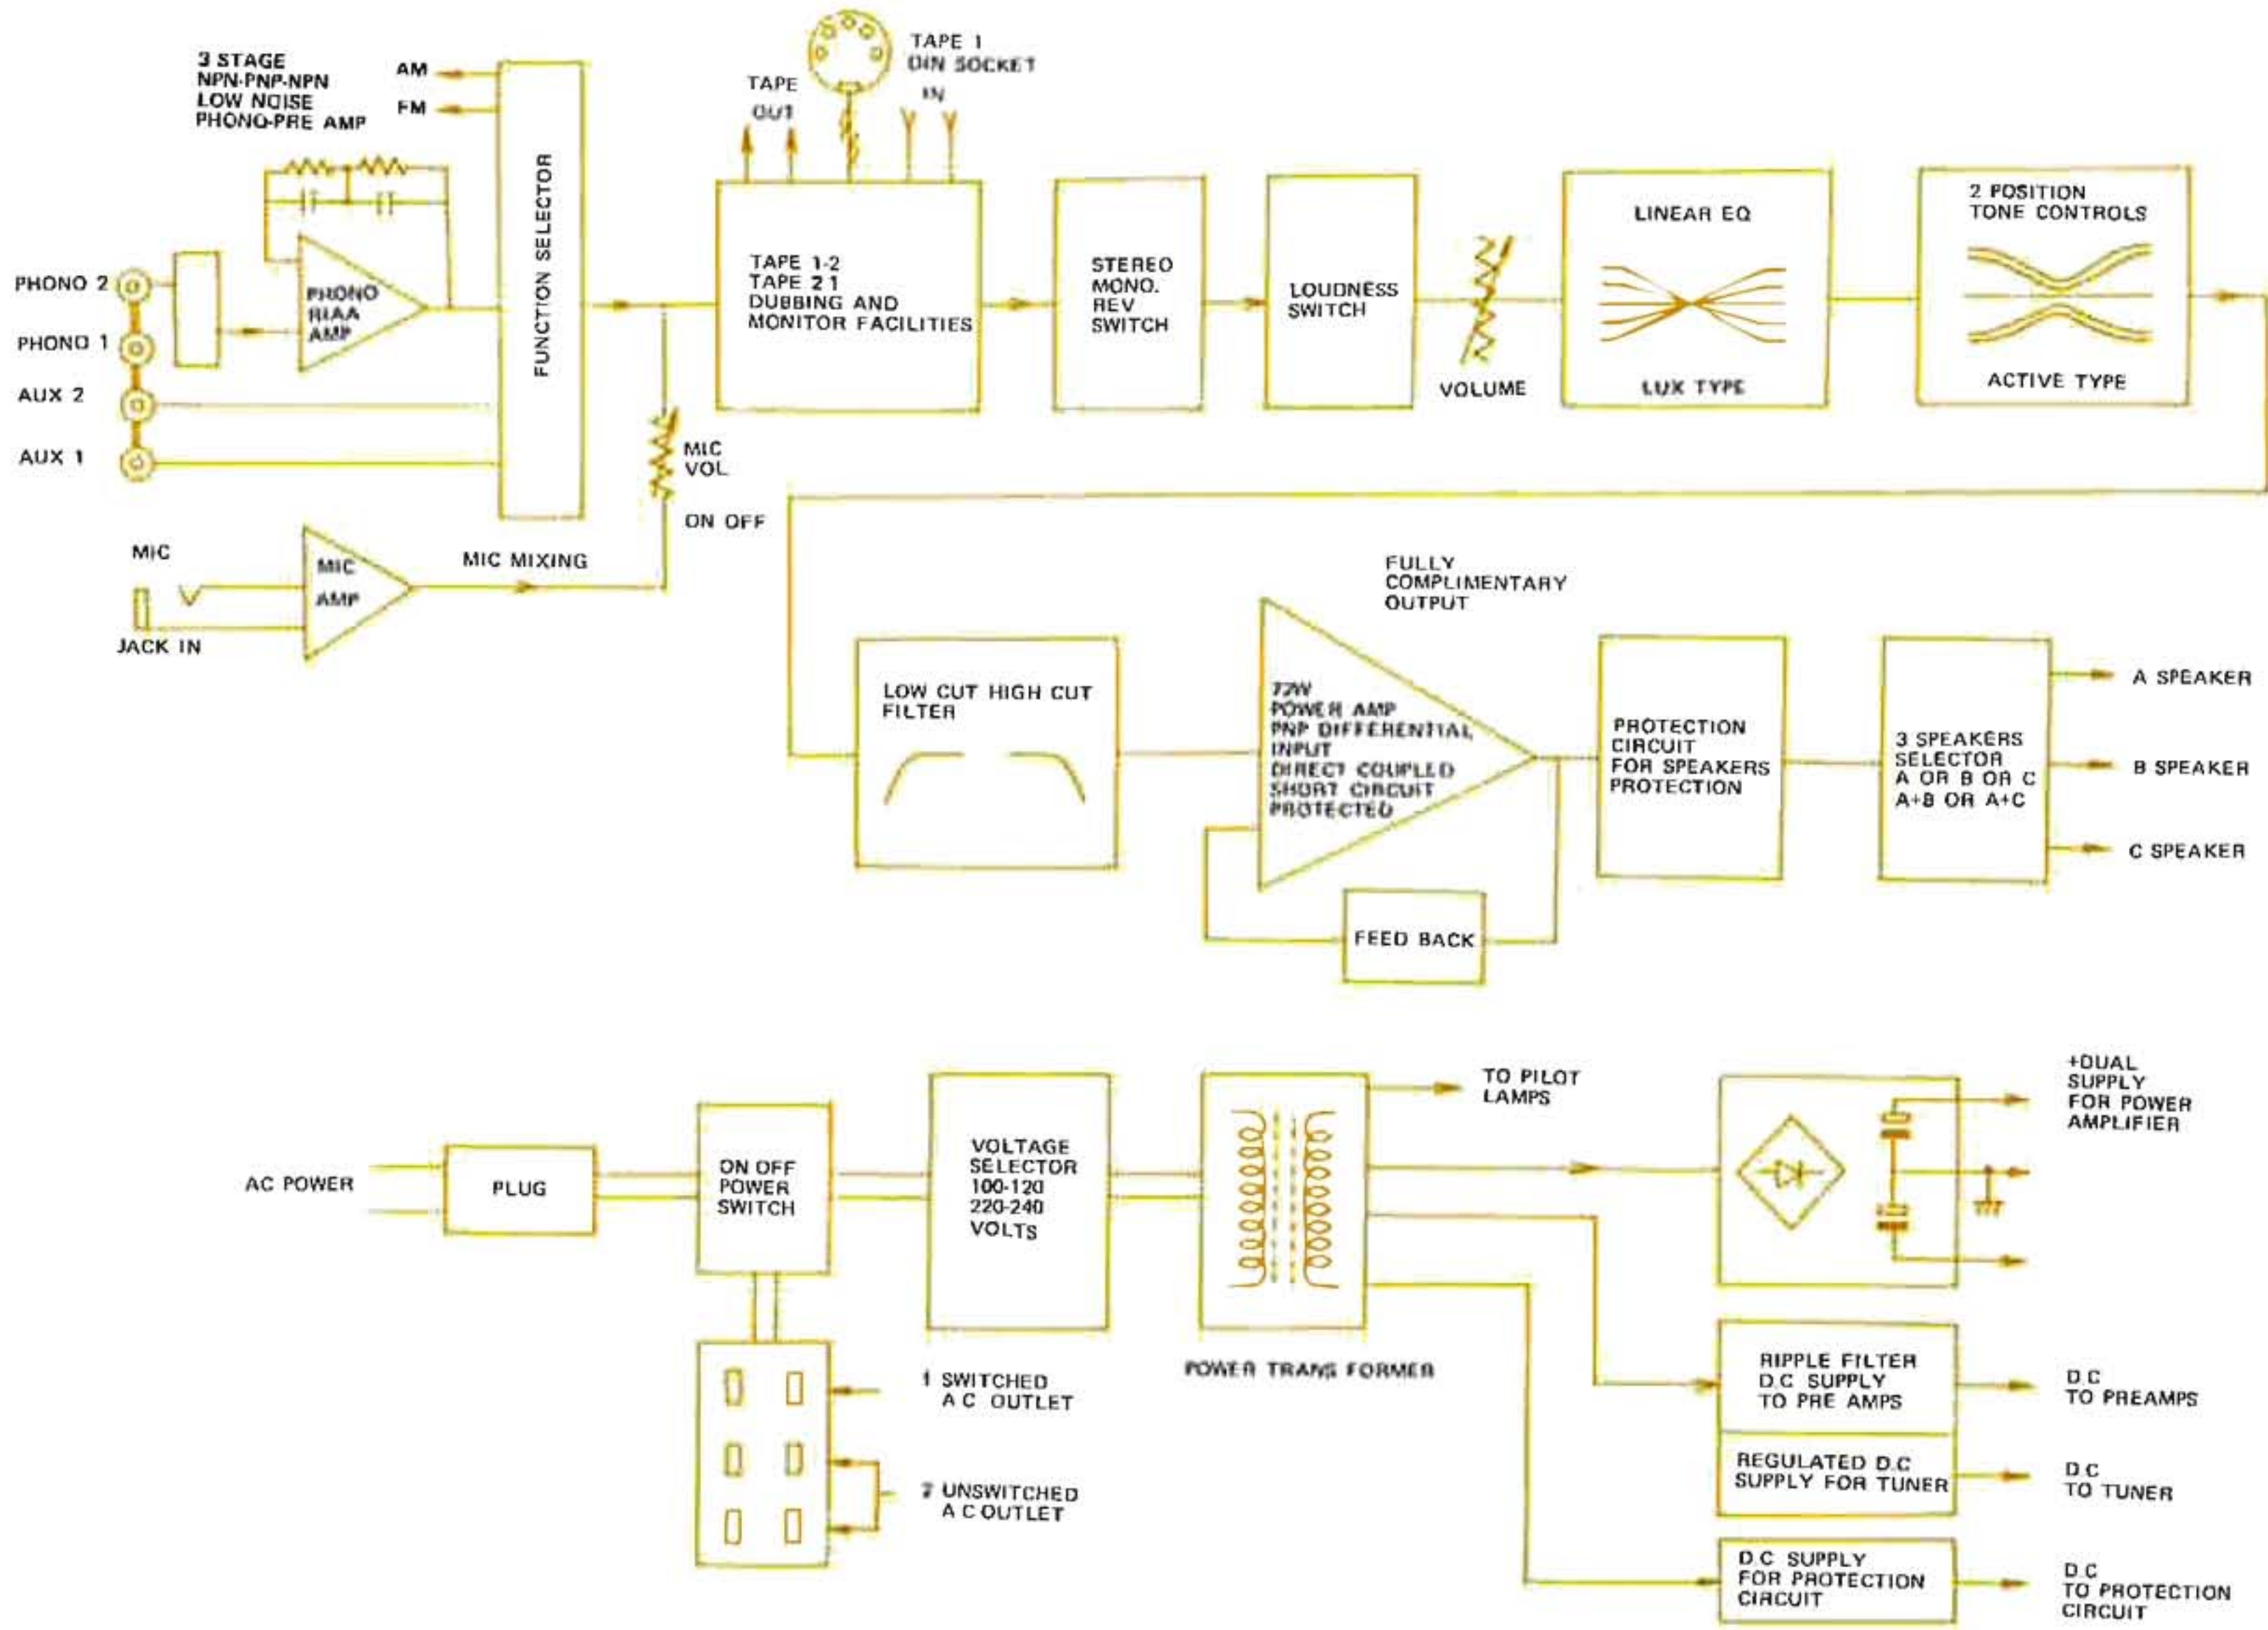 3 STAGE
NPN-PNP-NPN
LOW NOISE
PHONO-PRE AMP
AM
FM
PHONO 2
PHONO 1
AUX 2
AUX 1
PHONO
RIAA
AMP
FUNCTION SELECTOR
MIC
JACK IN
MIC
AMP
MIC MIXING
MIC
VOL
ON OFF
TAPE
OUT
TAPE 1
DIN SOCKET
IN
TAPE 1-2
TAPE 2 1
DUBBING AND
MONITOR FACILITIES
STEREO
MONO.
REV
SWITCH
LOUDNESS
SWITCH
VOLUME
LINEAR EQ
LUX TYPE
2 POSITION
TONE CONTROLS
ACTIVE TYPE
LOW CUT HIGH CUT
FILTER
FULLY
COMPLIMENTARY
OUTPUT
POWER AMP
PNP DIFFERENTIAL
INPUT
DIRECT COUPLED
SHORT CIRCUIT
PROTECTED
FEED BACK
PROTECTION
CIRCUIT
FOR SPEAKERS
PROTECTION
3 SPEAKERS
SELECTOR
A OR B OR C
A+B OR A+C
A SPEAKER
B SPEAKER
C SPEAKER
AC POWER
PLUG
ON OFF
POWER
SWITCH
VOLTAGE
SELECTOR
100-120
220-240
VOLTS
POWER TRANS FORMER
TO PILOT
LAMPS
+DUAL
SUPPLY
FOR POWER
AMPLIFIER
1 SWITCHED
A C OUTLET
2 UNSWITCHED
A C OUTLET
RIPPLE FILTER
D.C SUPPLY
TO PRE AMPS
D.C
TO PREAMPS
REGULATED D.C
SUPPLY FOR TUNER
D.C
TO TUNER
D.C SUPPLY
FOR PROTECTION
CIRCUIT
D.C
TO PROTECTION
CIRCUIT